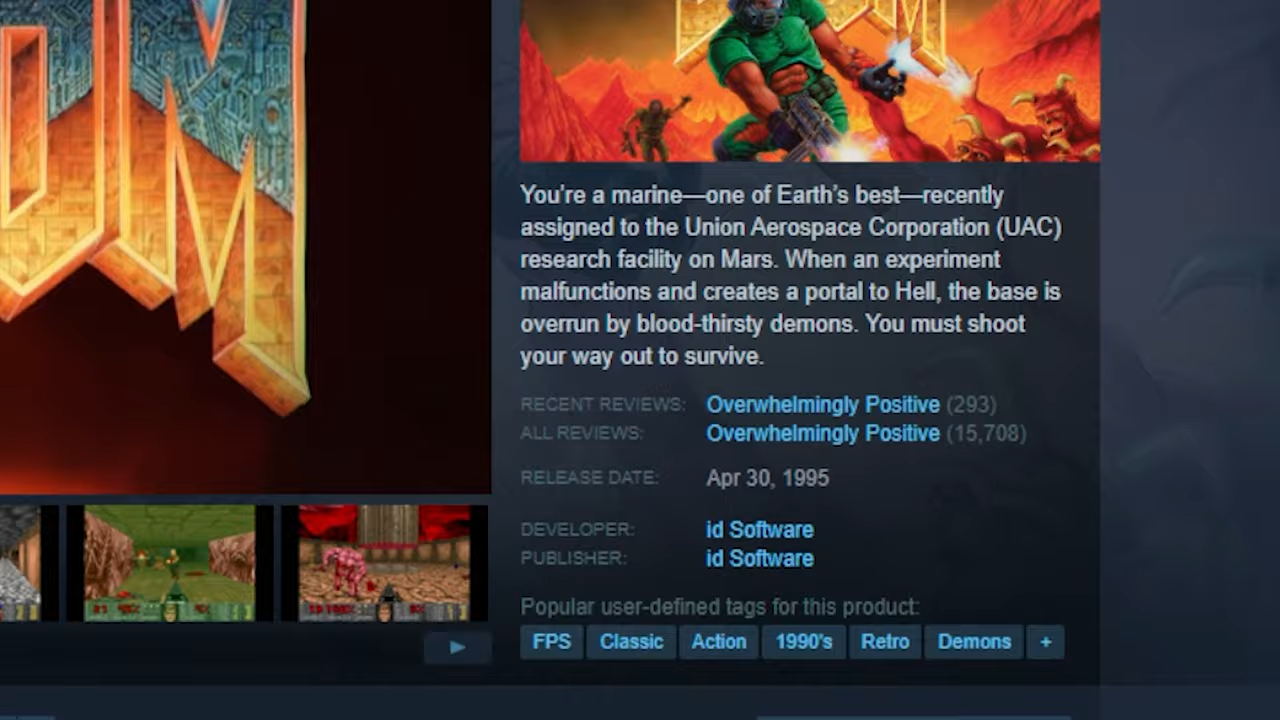 You're a marine—one of Earth's best—recently
assigned to the Union Aerospace Corporation (UAC)
research facility on Mars. When an experiment
malfunctions and creates a portal to Hell, the base is
overrun by blood-thirsty demons. You must shoot
your way out to survive.
RECENT REVIEWS: Overwhelmingly Positive (293)
ALL REVIEWS: Overwhelmingly Positive (15,708)
RELEASE DATE: Apr 30, 1995
DEVELOPER: id Software
PUBLISHER: id Software
Popular user-defined tags for this product:
FPS Classic Action 1990's Retro Demons +